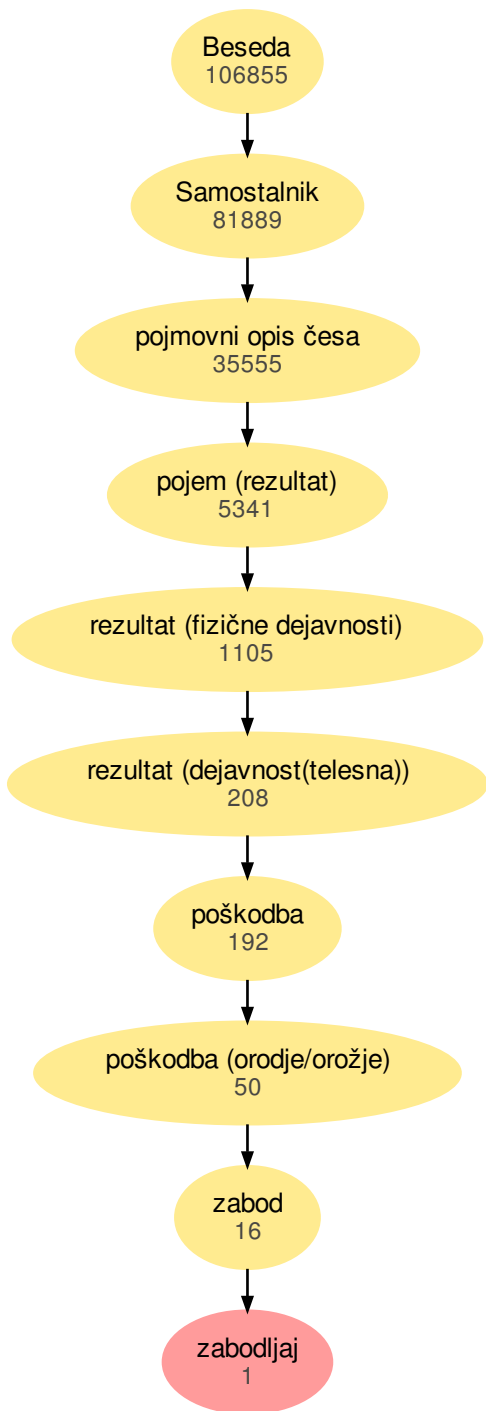 Beseda
106855
Samostalnik
81889
pojmovni opis česa
35555
pojem (rezultat)
5341
rezultat (fizične dejavnosti)
1105
rezultat (dejavnost(telesna))
208
poškodba
192
poškodba (orodje/orožje)
50
zabod
16
zabodljaj
1